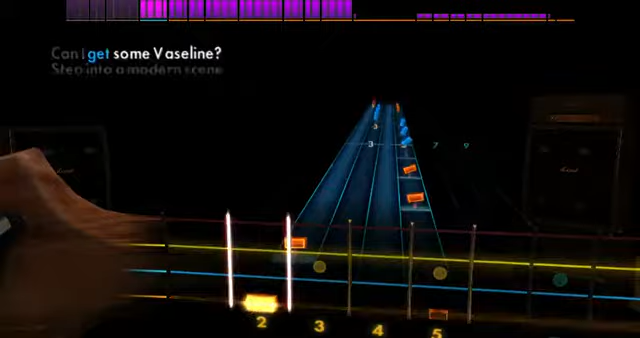 Can I get some Vaseline?
Step into a modern scene
3
3 7 9
2 3 4 5